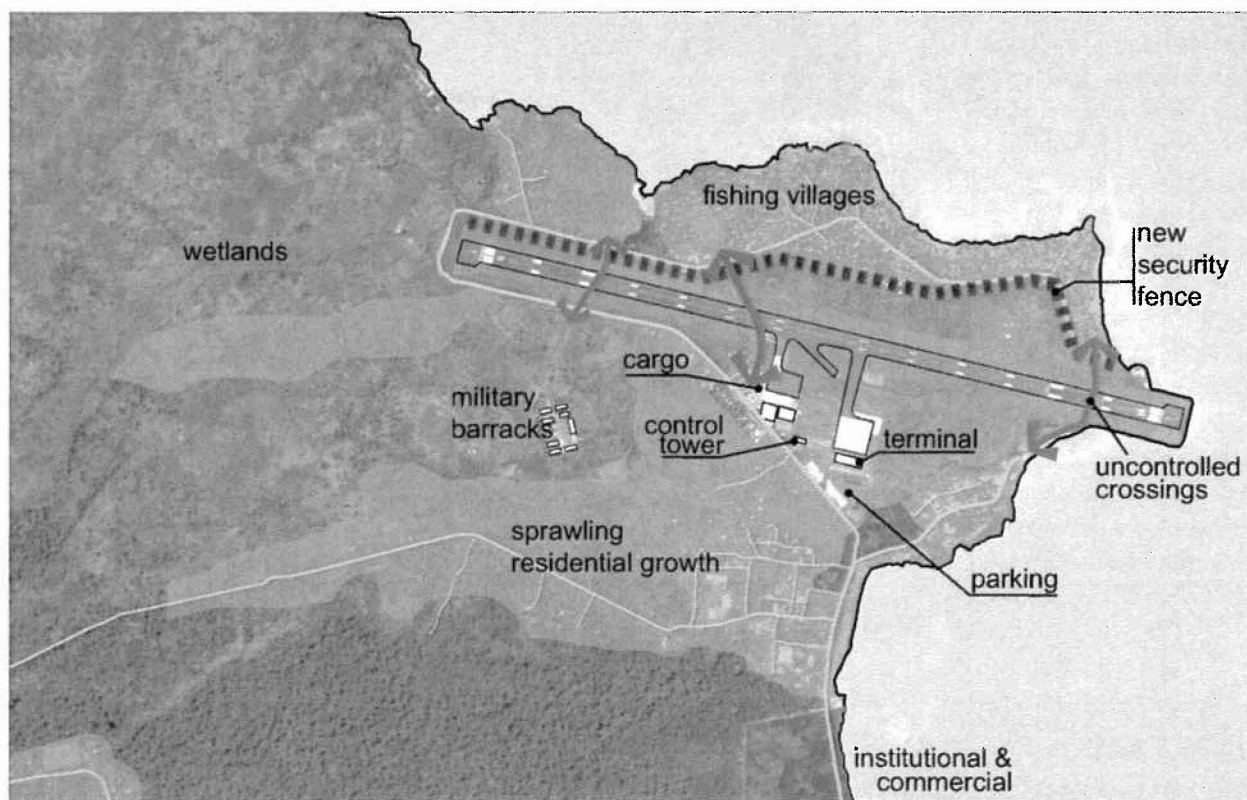 fishing villages
wetlands
new
security
fence
cargo
military
barracks
control
tower
terminal
uncontrolled
crossings
sprawling
residential growth
parking
institutional &
commercial